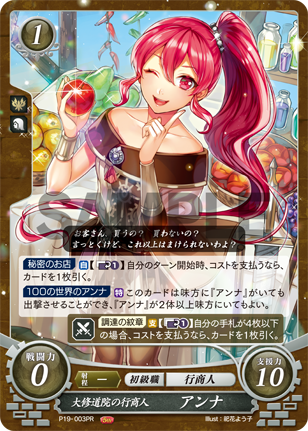 1
SAMPLE
お客さん、買うの？ 買わないの？
言っとくけど、これ以上はまけられないわよ？
秘密のお店 自 【⮕1】自分のターン開始時、コストを支払うなら、
カードを1枚引く。
100の世界のアンナ 特 このカードは味方に『アンナ』がいても
出撃させることができ、『アンナ』が2体以上味方にいてもよい。
調達の紋章 支 【⮕1】自分の手札が4枚以下
の場合、コストを支払うなら、カードを1枚引く。
戦闘力
0
射程 －
初級職
行商人
支援力
10
大修道院の行商人 アンナ
P19-003PR
Illust：紀花よう子